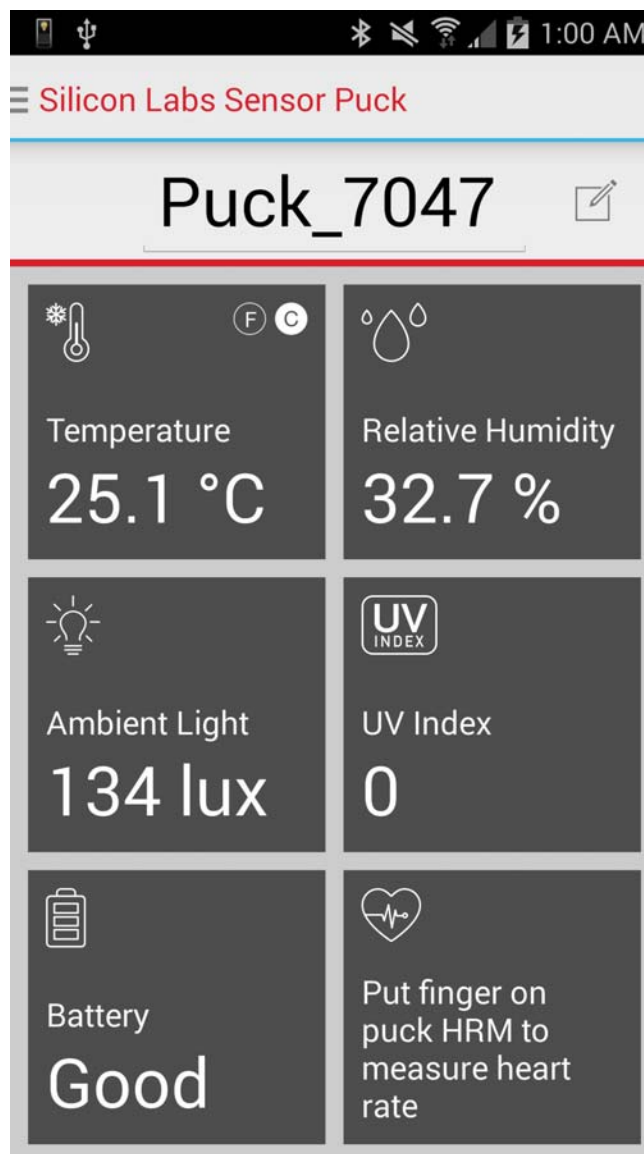 1:00 AM
Silicon Labs Sensor Puck
Puck_7047
F C
Temperature
25.1 °C
Relative Humidity
32.7 %
Ambient Light
134 lux
UV
INDEX
UV Index
0
Battery
Good
Put finger on
puck HRM to
measure heart
rate